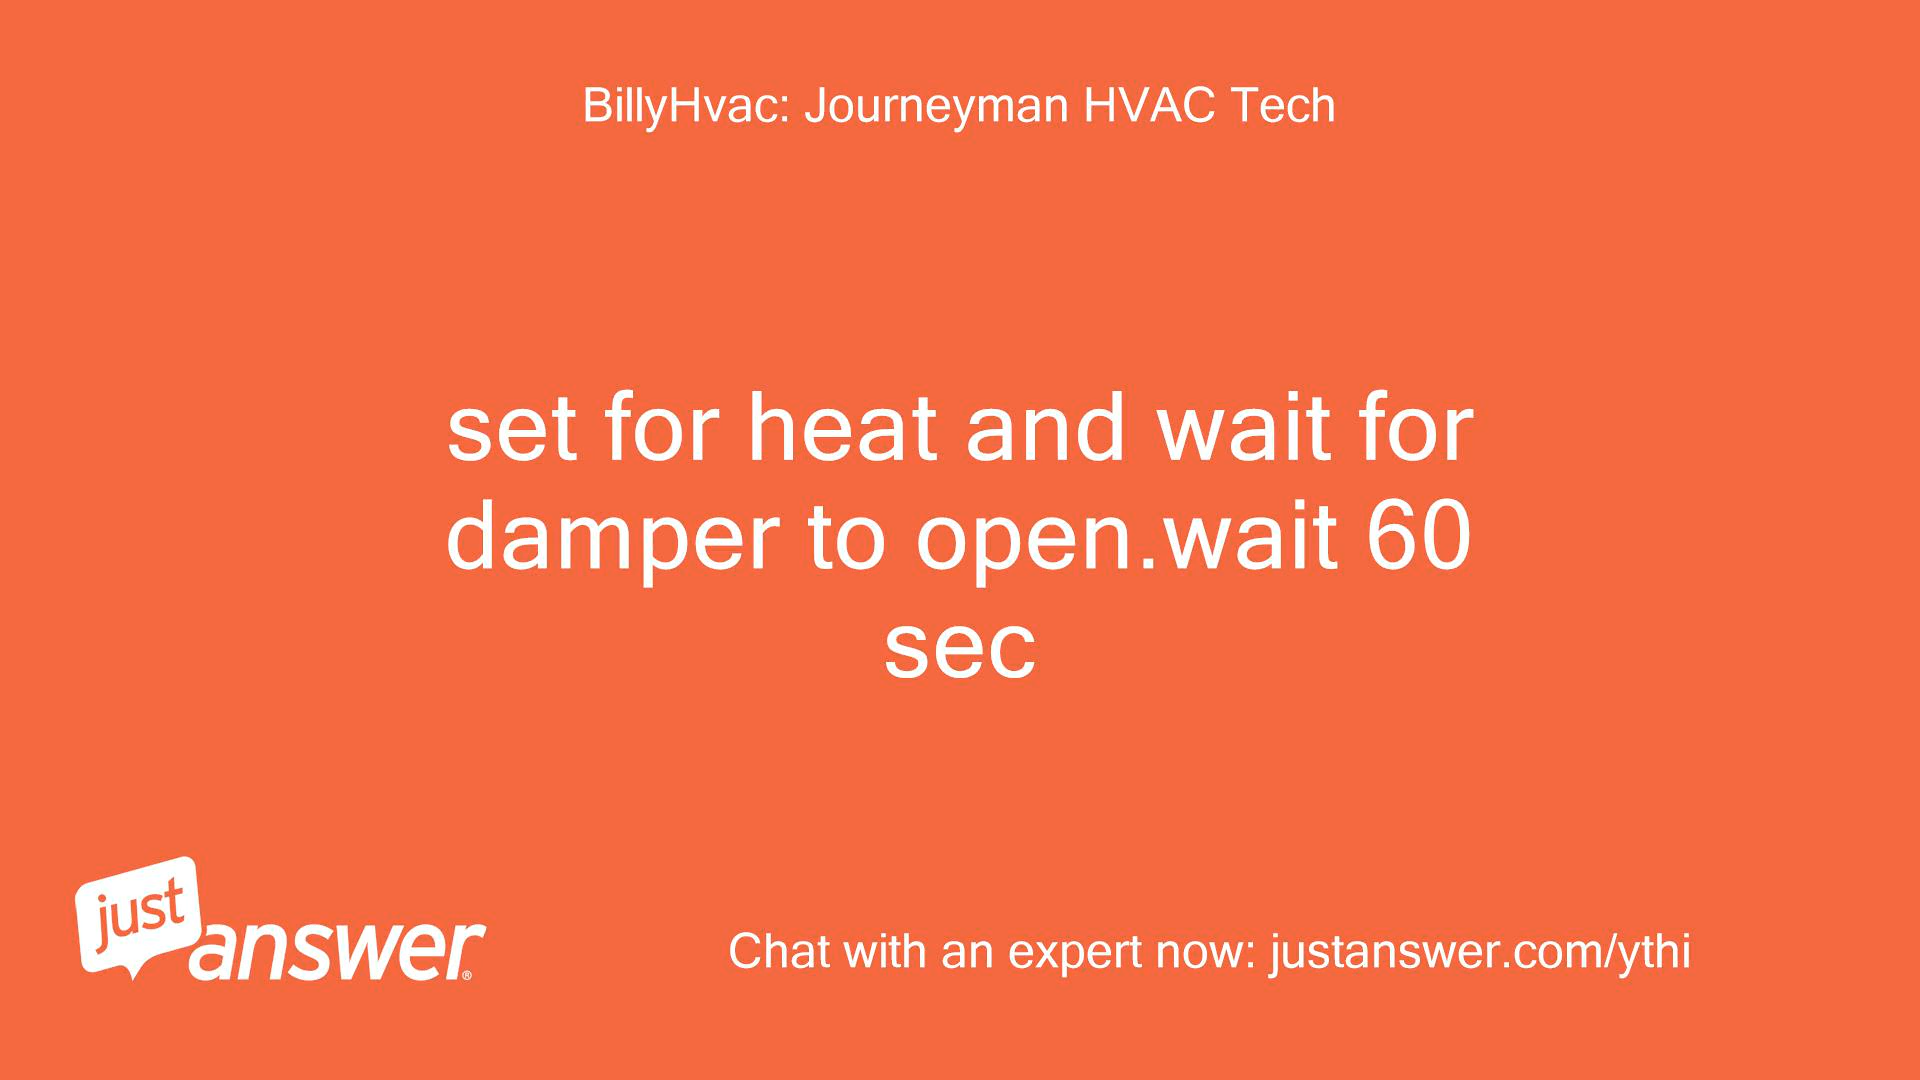 BillyHvac: Journeyman HVAC Tech
set for heat and wait for
damper to open.wait 60
sec
just
answer®
Chat with an expert now: justanswer.com/ythi